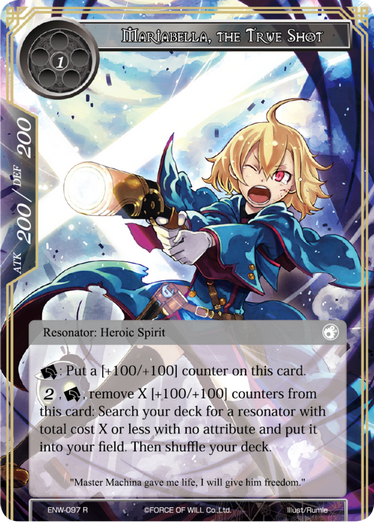 Marjabella, the True Shot
1
ATK 200 / DEF 200
Resonator: Heroic Spirit
: Put a [+100/+100] counter on this card.
2, , remove X [+100/+100] counters from
this card: Search your deck for a resonator with
total cost X or less with no attribute and put it
into your field. Then shuffle your deck.
"Master Machina gave me life, I will give him freedom."
ENW-097 R ©FORCE OF WILL Co.,Ltd. Illust/Rumie